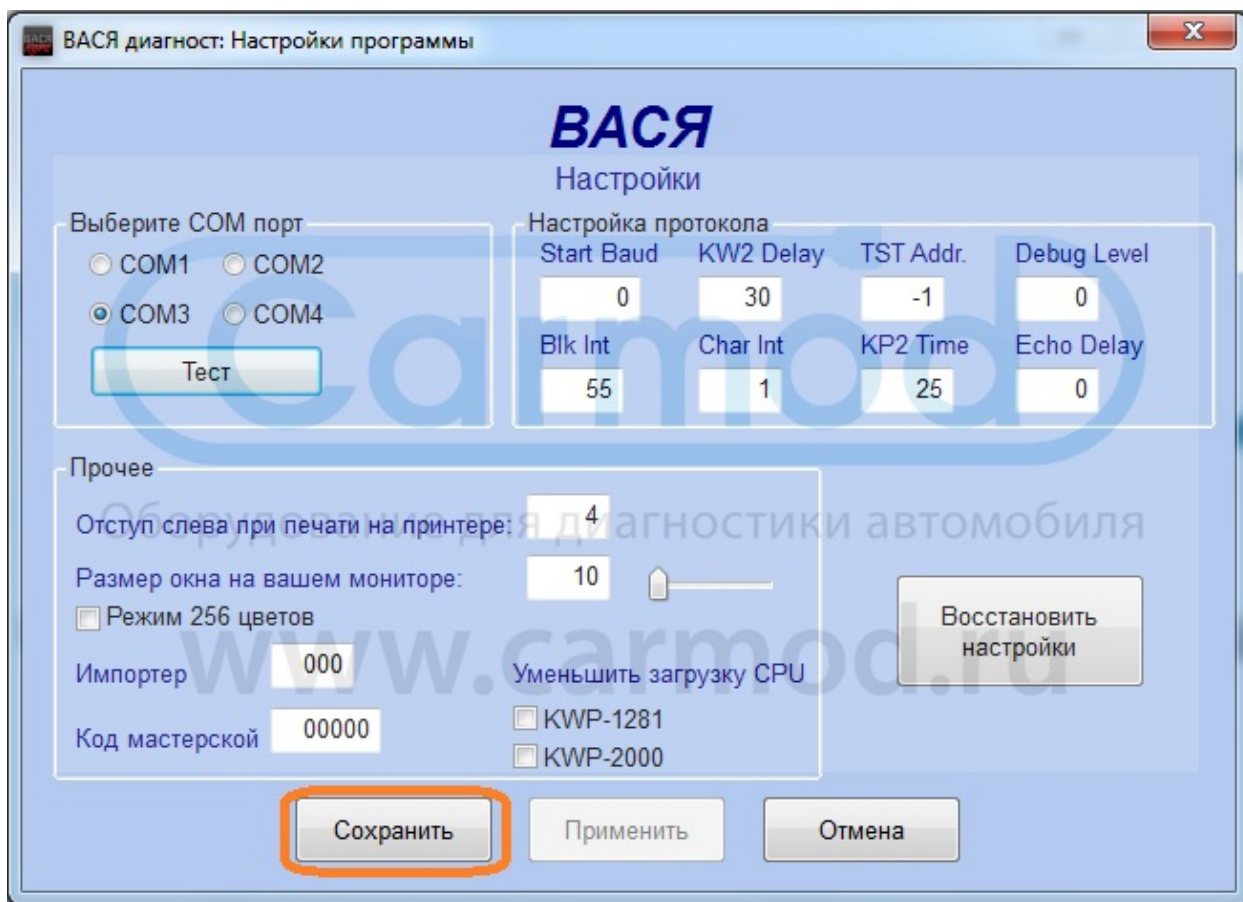 ВАСЯ диагност: Настройки программы
ВАСЯ
Настройки
Выберите COM порт
COM1 COM2
COM3 COM4
Тест
Настройка протокола
Start Baud KW2 Delay TST Addr. Debug Level
0 30 -1 0
Blk Int Char Int KP2 Time Echo Delay
55 1 25 0
Carmod
Прочее
Отступ слева при печати на принтере: 4
Оборудование для диагностики автомобиля
Размер окна на вашем мониторе: 10
Режим 256 цветов
www.carmod.ru
Импортер 000
Код мастерской 00000
Уменьшить загрузку CPU
KWP-1281
KWP-2000
Восстановить
настройки
Сохранить Применить Отмена